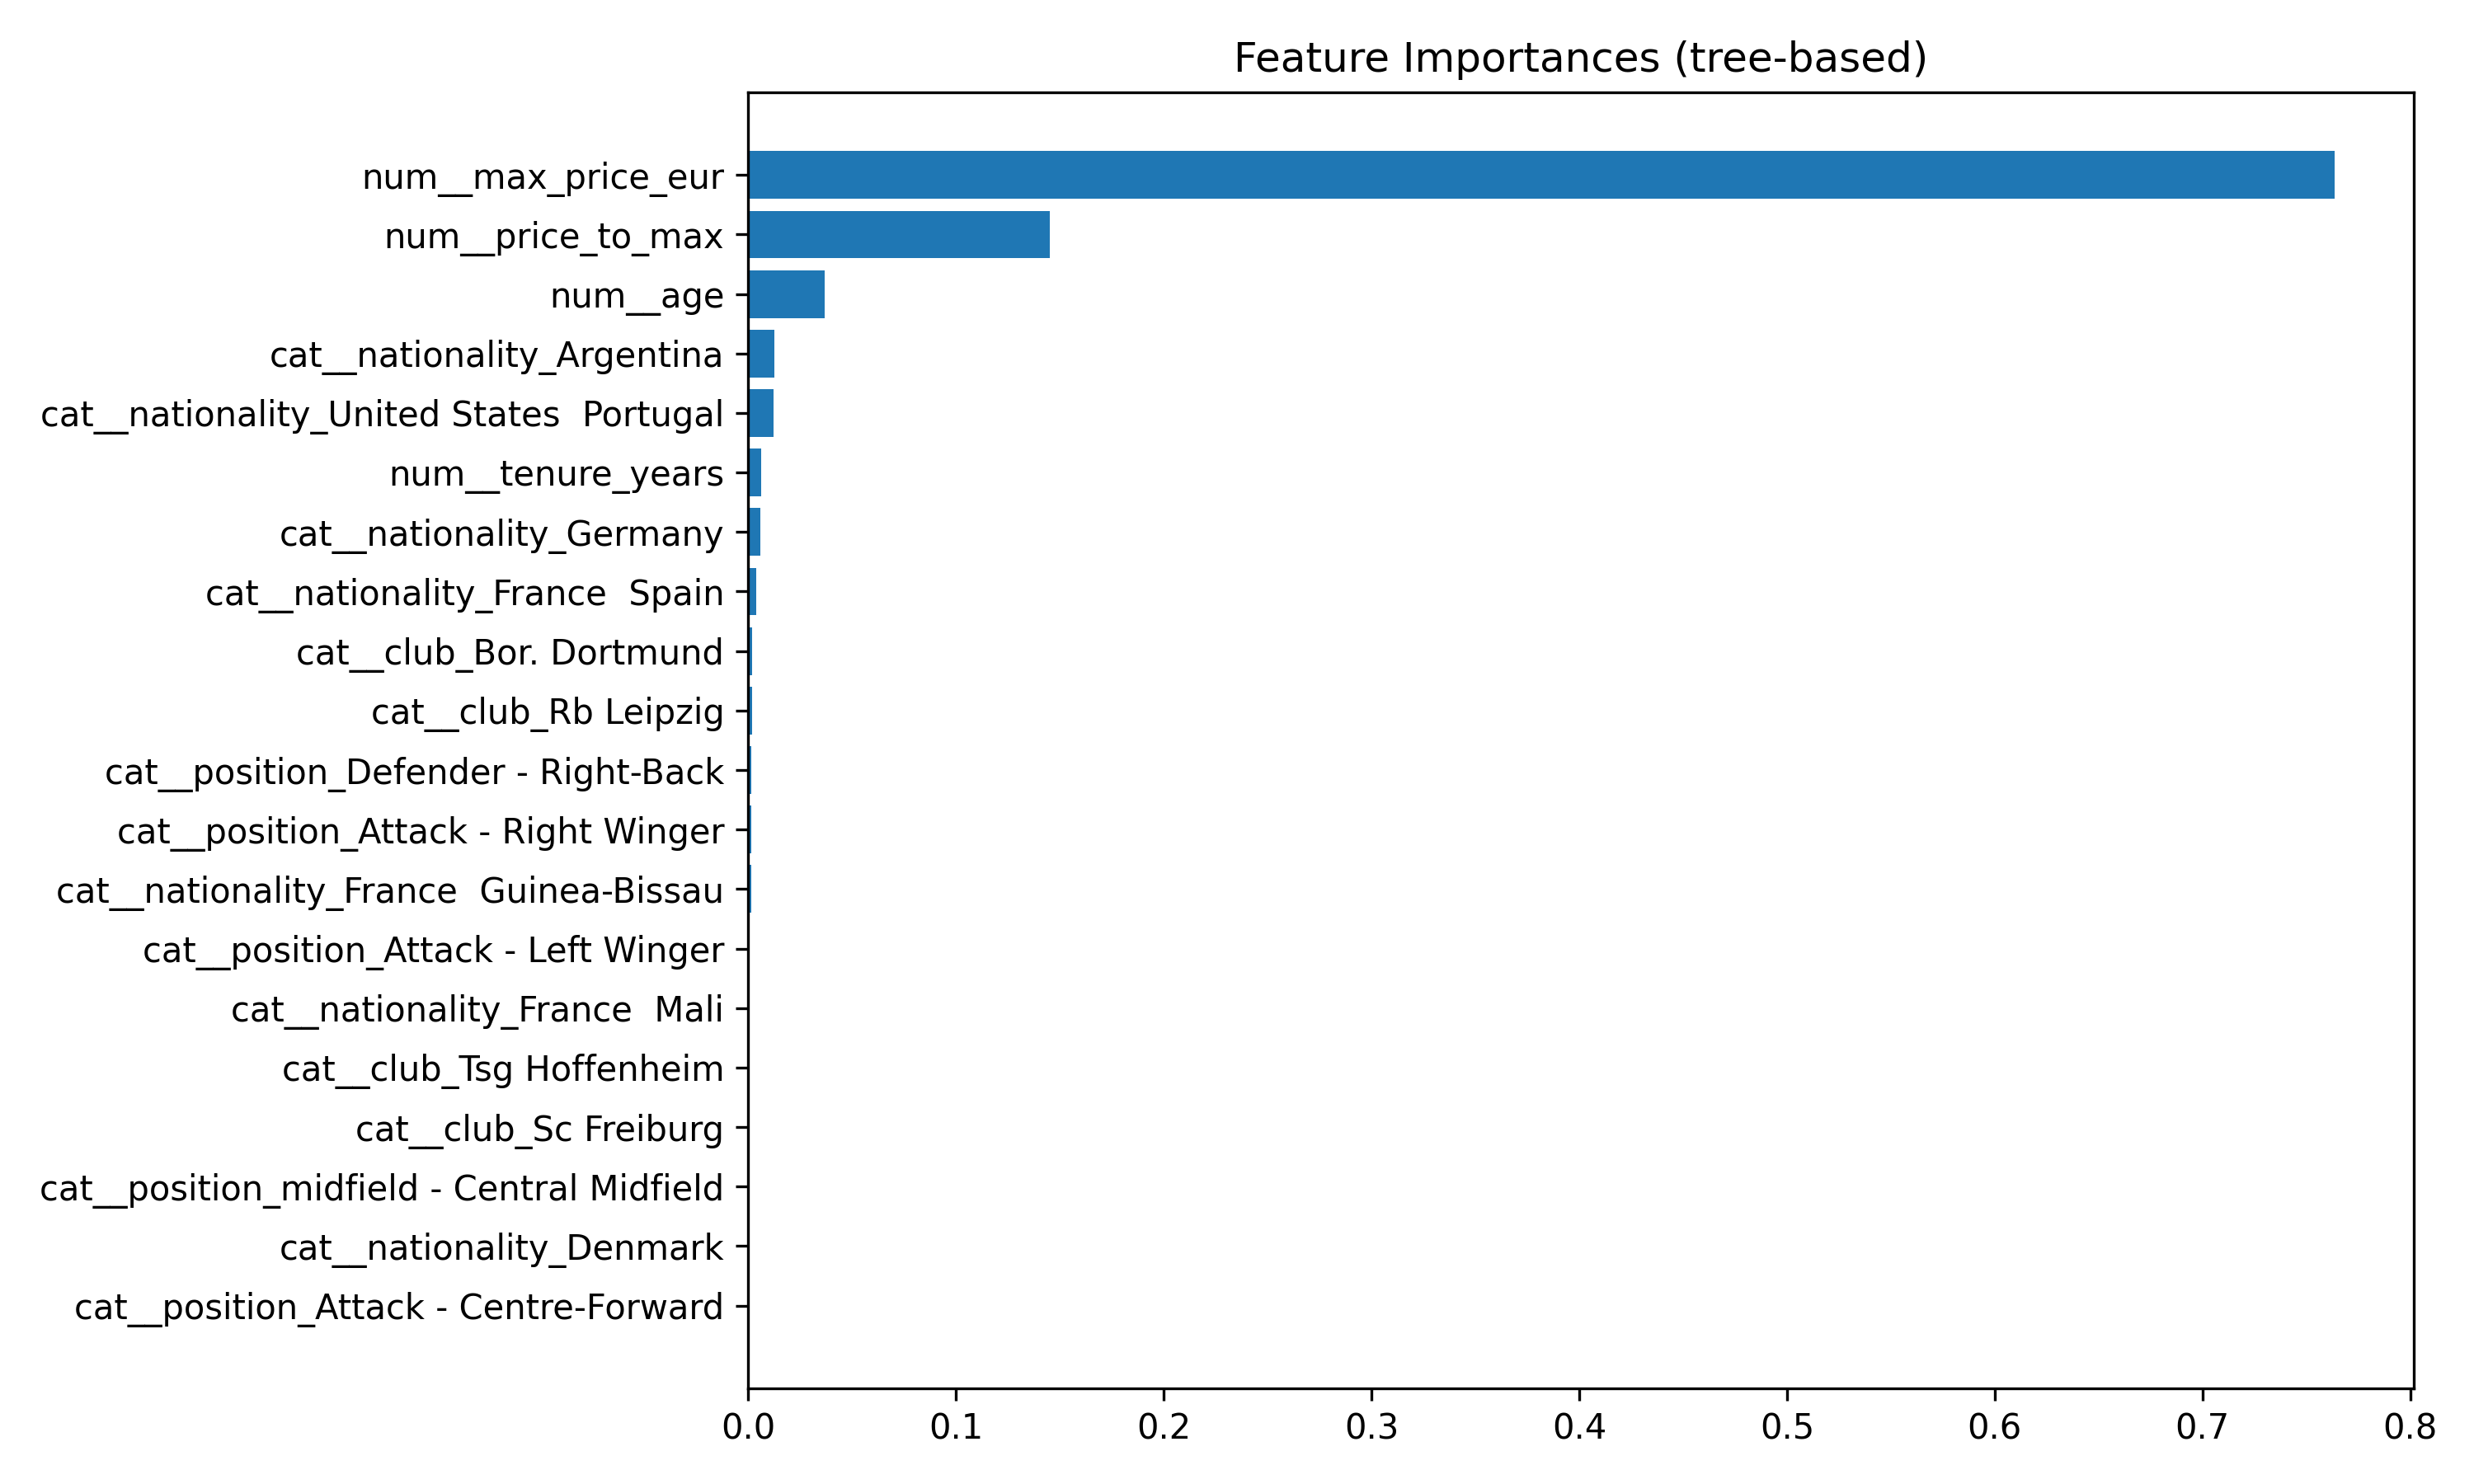 Feature Importances (tree-based)
num__max_price_eur
num__price_to_max
num__age
cat__nationality_Argentina
cat__nationality_United States  Portugal
num__tenure_years
cat__nationality_Germany
cat__nationality_France  Spain
cat__club_Bor. Dortmund
cat__club_Rb Leipzig
cat__position_Defender - Right-Back
cat__position_Attack - Right Winger
cat__nationality_France  Guinea-Bissau
cat__position_Attack - Left Winger
cat__nationality_France  Mali
cat__club_Tsg Hoffenheim
cat__club_Sc Freiburg
cat__position_midfield - Central Midfield
cat__nationality_Denmark
cat__position_Attack - Centre-Forward
0.0 0.1 0.2 0.3 0.4 0.5 0.6 0.7 0.8